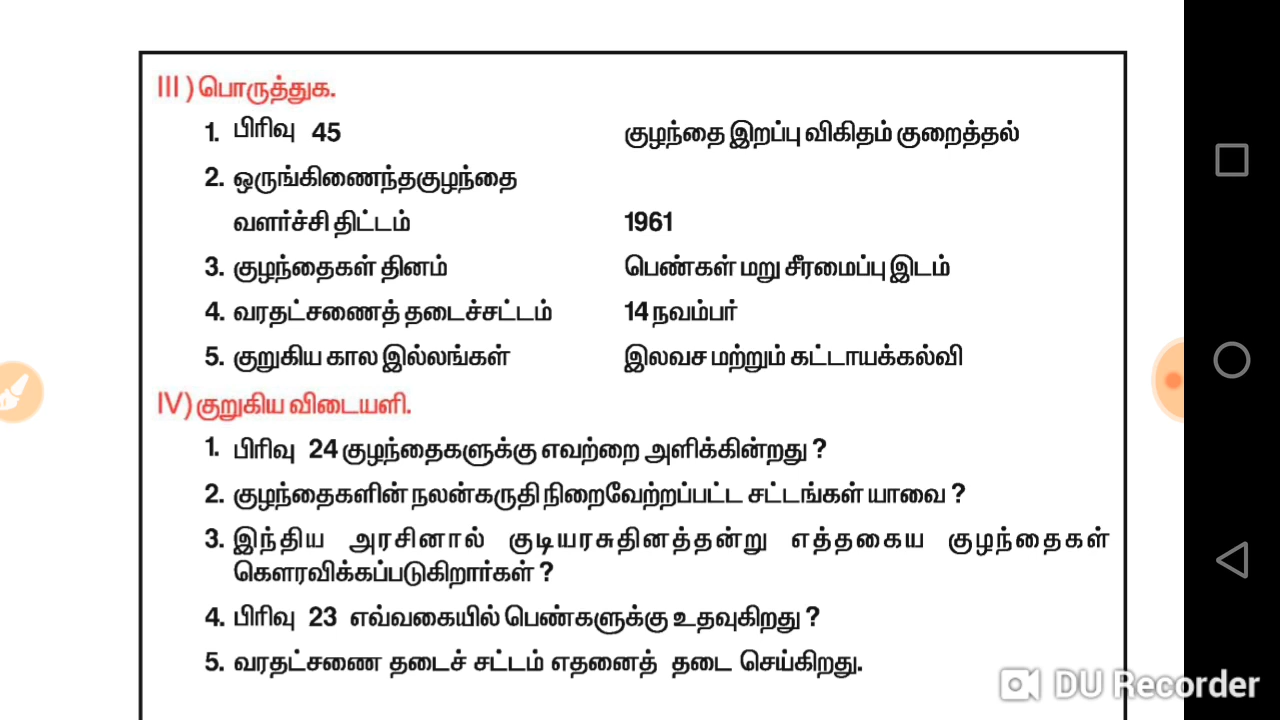 III ) பொருத்துக.
1. பிரிவு 45 குழந்தை இறப்பு விகிதம் குறைத்தல்
2. ஒருங்கிணைந்தகுழந்தை
வளர்ச்சி திட்டம் 1961
3. குழந்தைகள் தினம் பெண்கள் மறு சீரமைப்பு இடம்
4. வரதட்சணைத் தடைச்சட்டம் 14 நவம்பர்
5. குறுகிய கால இல்லங்கள் இலவச மற்றும் கட்டாயக்கல்வி
IV) குறுகிய விடையளி.
1. பிரிவு 24 குழந்தைகளுக்கு எவற்றை அளிக்கின்றது ?
2. குழந்தைகளின் நலன்கருதி நிறைவேற்றப்பட்ட சட்டங்கள் யாவை ?
3. இந்திய அரசினால் குடியரசுதினத்தன்று எத்தகைய குழந்தைகள்
கௌரவிக்கப்படுகிறார்கள் ?
4. பிரிவு 23 எவ்வகையில் பெண்களுக்கு உதவுகிறது ?
5. வரதட்சணை தடைச் சட்டம் எதனைத் தடை செய்கிறது.
DU Recorder